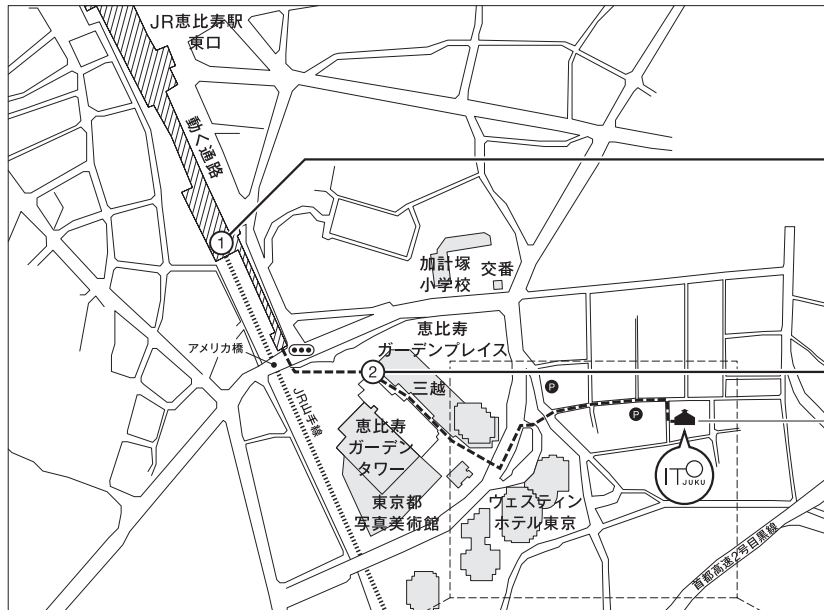 JR恵比寿駅
東口
動く通路
1
加計塚
小学校
交番
アメリカ橋
恵比寿
ガーデンプレイス
2
三越
P
P
JR山手線
恵比寿
ガーデン
タワー
ITO
JUKU
東京都
写真美術館
ヴェスティン
ホテル東京
首都高速2号目黒線